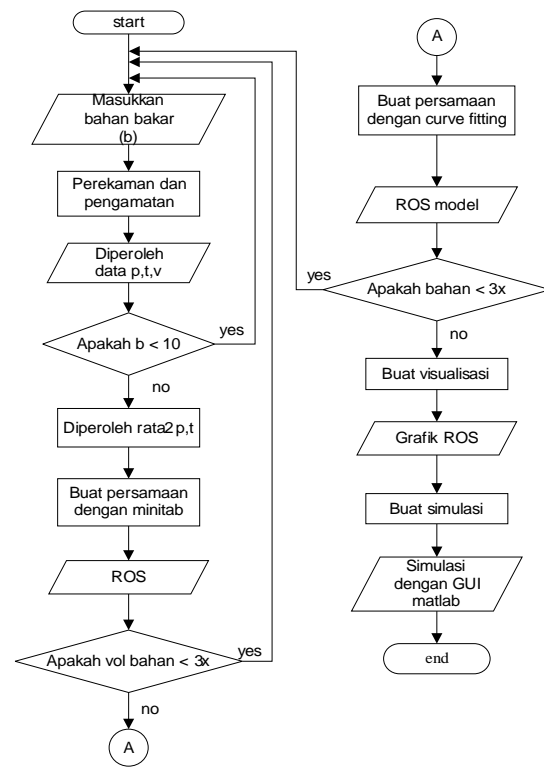 start
Masukkan
bahan bakar
(b)
Perekaman dan
pengamatan
Diperoleh
data p,t,v
Apakah b < 10
yes
no
Diperoleh rata2 p,t
Buat persamaan
dengan minitab
ROS
Apakah vol bahan < 3x
yes
no
A
A
Buat persamaan
dengan curve fitting
ROS model
yes
Apakah bahan < 3x
no
Buat visualisasi
Grafik ROS
Buat simulasi
Simulasi
dengan GUI
matlab
end